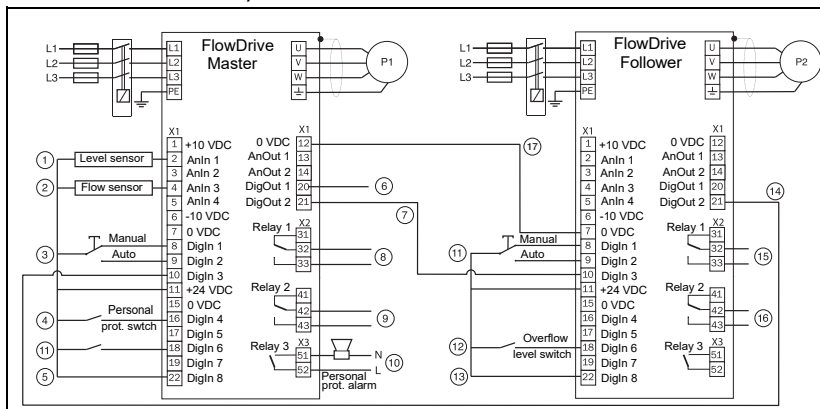 L1
L2
L3
L1
L2
L3
PE
FlowDrive
Master
U
V
W
P1
X1
1 +10 VDC
2 AnIn 1
3 AnIn 2
4 AnIn 3
5 AnIn 4
6 -10 VDC
7 0 VDC
8 DigIn 1
9 DigIn 2
10 DigIn 3
11 +24 VDC
15 0 VDC
16 DigIn 4
17 DigIn 5
18 DigIn 6
19 DigIn 7
22 DigIn 8
1 Level sensor
2 Flow sensor
3 Manual
Auto
4 Personal
prot. swtch
11
5
X1
0 VDC 12
AnOut 1 13
AnOut 2 14
DigOut 1 20
DigOut 2 21
6
7
X2
Relay 1 31
32
33
8
Relay 2 41
42
43
9
X3
Relay 3 51
52
N
L
10
Personal
prot. alarm
L1
L2
L3
L1
L2
L3
PE
FlowDrive
Follower
U
V
W
P2
17
X1
1 +10 VDC
2 AnIn 1
3 AnIn 2
4 AnIn 3
5 AnIn 4
6 -10 VDC
7 0 VDC
8 DigIn 1
9 DigIn 2
10 DigIn 3
11 +24 VDC
15 0 VDC
16 DigIn 4
17 DigIn 5
18 DigIn 6
19 DigIn 7
22 DigIn 8
11 Manual
Auto
12 Overflow
level switch
13
X1
0 VDC 12
AnOut 1 13
AnOut 2 14
DigOut 1 20
DigOut 2 21
14
X2
Relay 1 31
32
33
15
Relay 2 41
42
43
16
X3
Relay 3 51
52